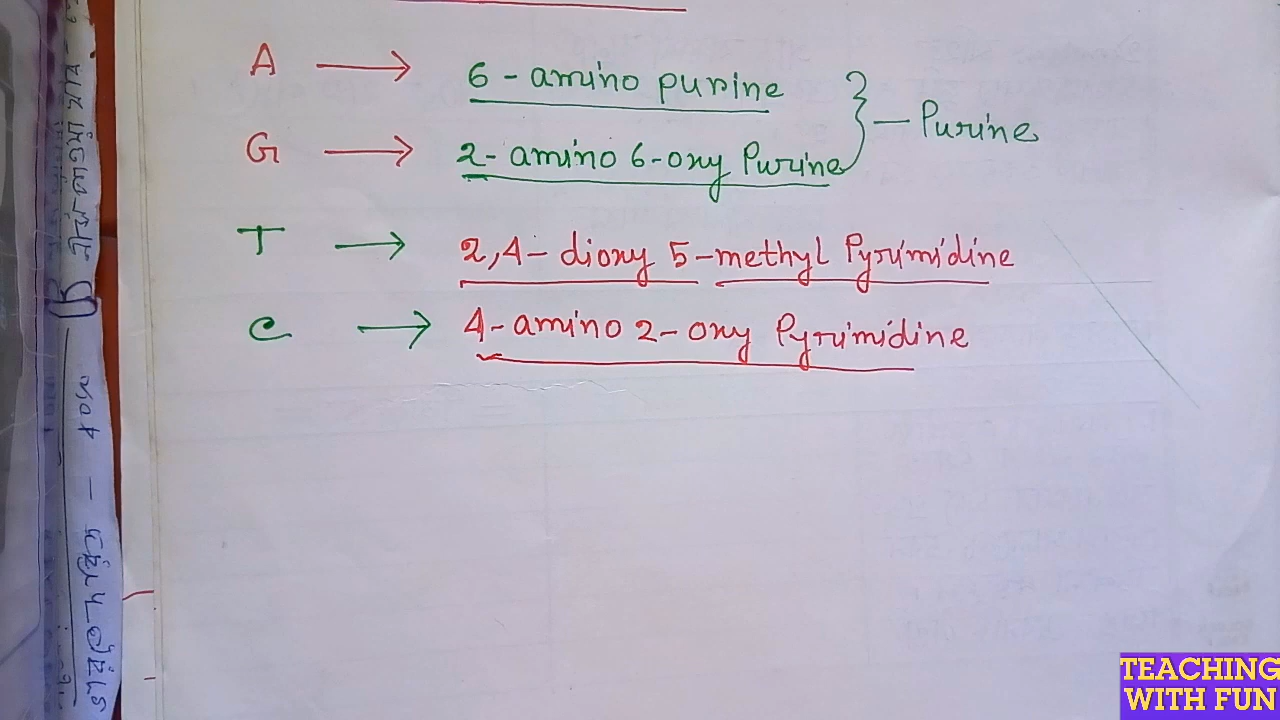 A → 6 - amino purine
G → 2- amino 6-oxy Purine } — Purine
T → 2,4- dioxy 5-methyl Pyrimidine
C → 4-amino 2-oxy Pyrimidine
TEACHING
WITH FUN